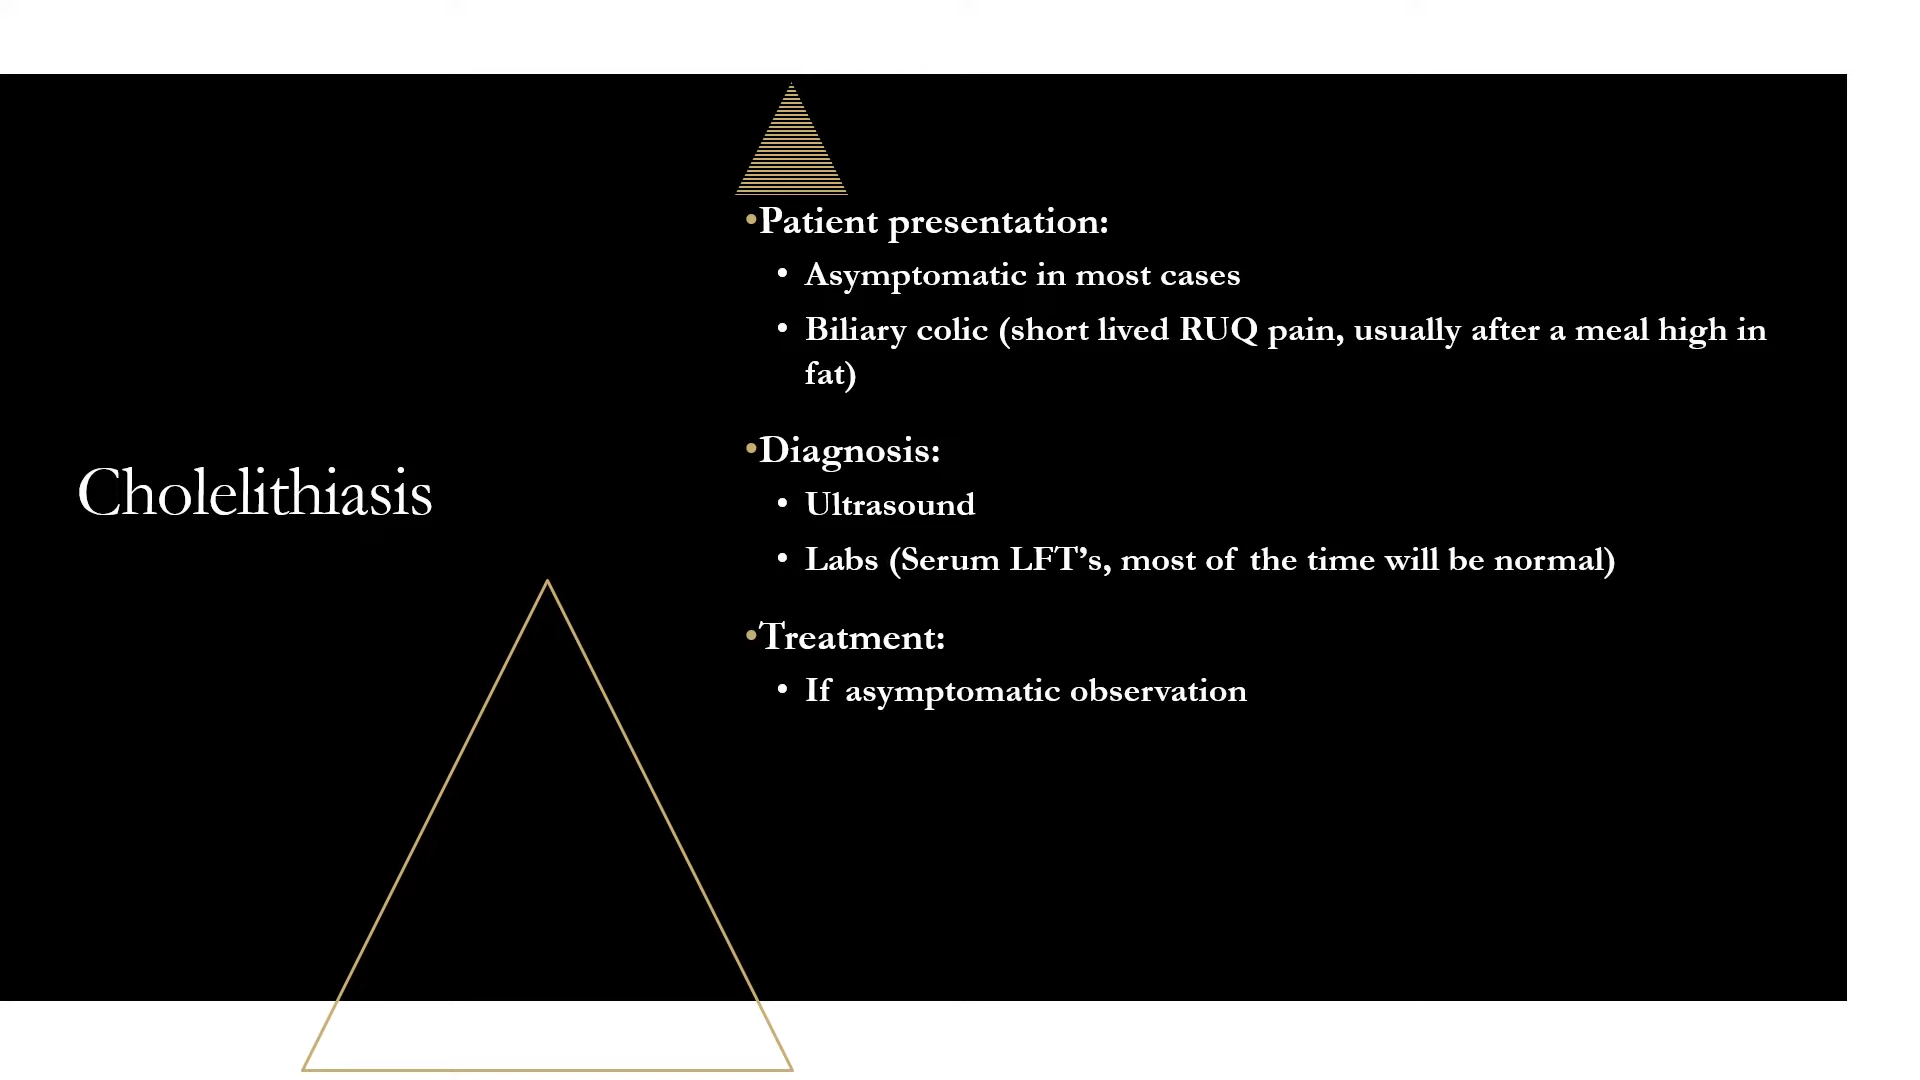 Cholelithiasis
•Patient presentation:
• Asymptomatic in most cases
• Biliary colic (short lived RUQ pain, usually after a meal high in
fat)
•Diagnosis:
• Ultrasound
• Labs (Serum LFT’s, most of the time will be normal)
•Treatment:
• If asymptomatic observation